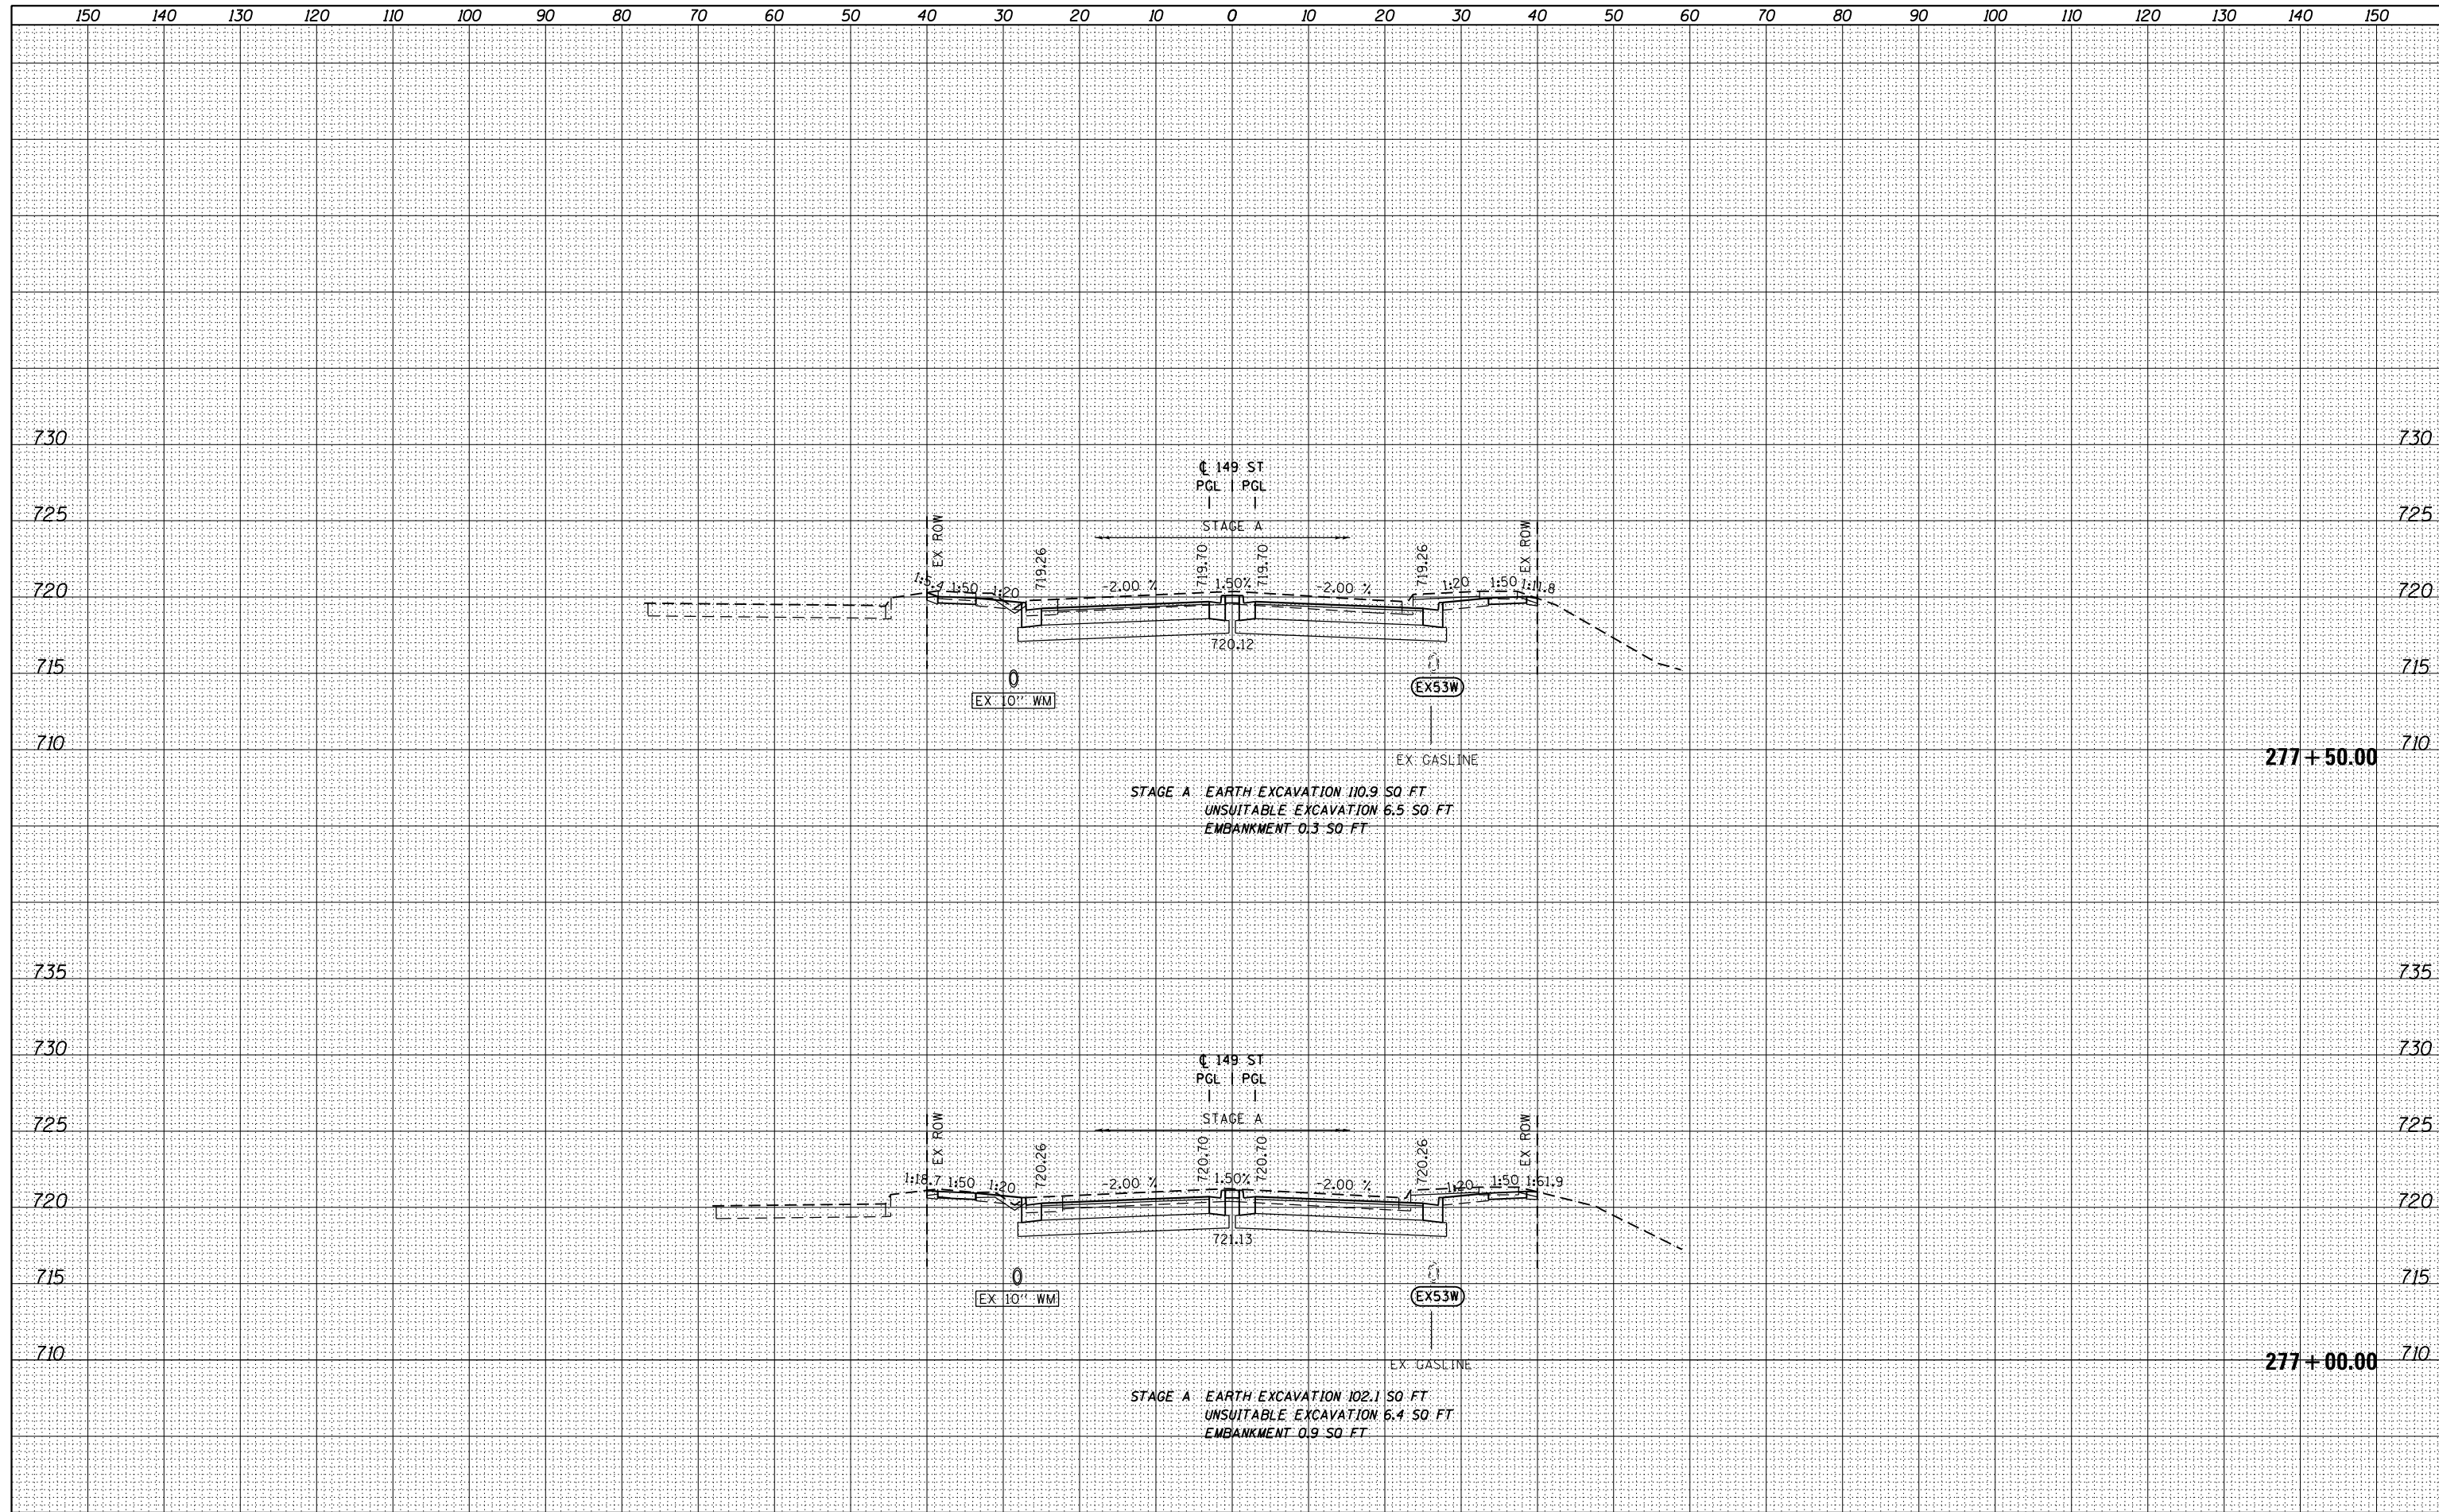 150 140 130 120 110 100 90 80 70 60 50 40 30 20 10 0 10 20 30 40 50 60 70 80 90 100 110 120 130 140 150
730 730
℄ 149 ST
PGL PGL
725 725
STAGE A
EX ROW 719.26 719.70 719.70 719.26 EX ROW
720 1:5.4 1:50 1:20 -2.00 % 1.50% -2.00 % 1:20 1:50 1:11.8 720
720.12
715 715
EX 10" WM EX53W
710 710
EX GASLINE 277+50.00
STAGE A EARTH EXCAVATION 110.9 SQ FT
UNSUITABLE EXCAVATION 6.5 SQ FT
EMBANKMENT 0.3 SQ FT
735 735
730 730
℄ 149 ST
PGL PGL
725 725
STAGE A
EX ROW 720.26 720.70 720.70 720.26 EX ROW
1:18.7 1:50 1:20 -2.00 % 1.50% -2.00 % 1:20 1:50 1:61.9
720 720
721.13
715 715
EX 10" WM EX53W
710 710
EX GASLINE 277+00.00
STAGE A EARTH EXCAVATION 102.1 SQ FT
UNSUITABLE EXCAVATION 6.4 SQ FT
EMBANKMENT 0.9 SQ FT